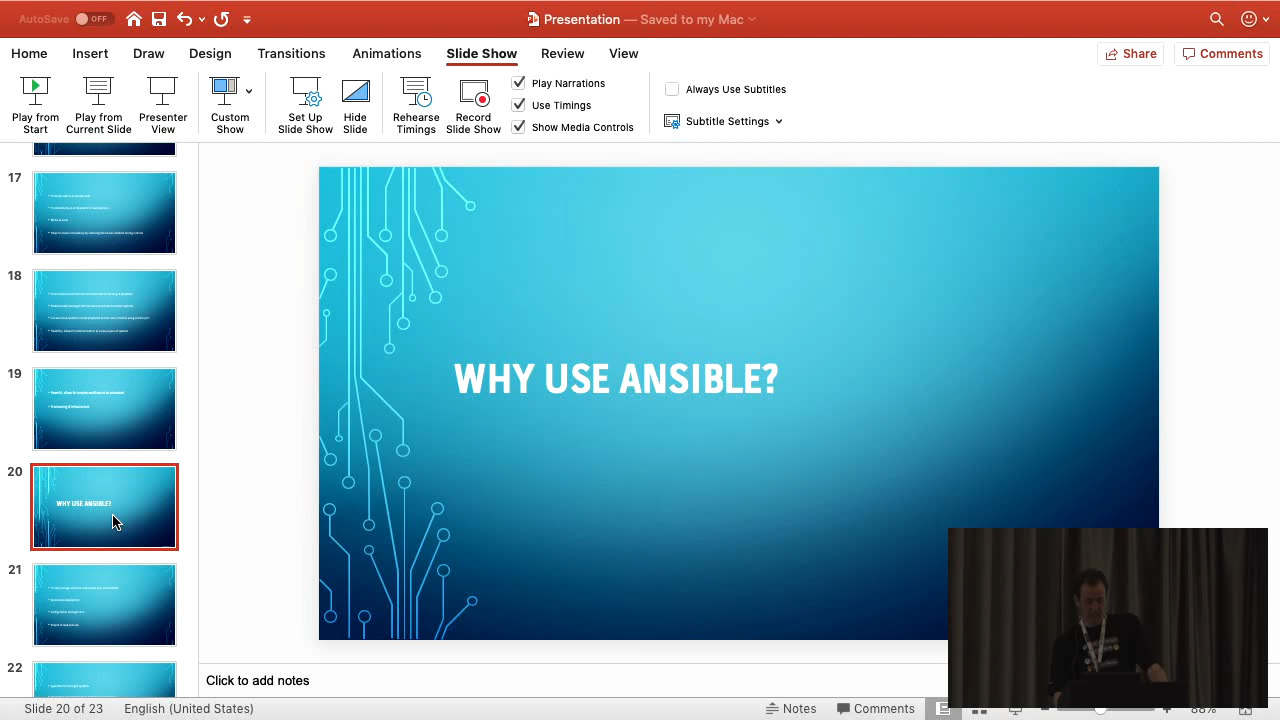 AutoSave OFF
Presentation — Saved to my Mac
Home Insert Draw Design Transitions Animations Slide Show Review View Share Comments
Play from Start
Play from Current Slide
Presenter View
Custom Show
Set Up Slide Show
Hide Slide
Rehearse Timings
Record Slide Show
Play Narrations
Use Timings
Show Media Controls
Always Use Subtitles
Subtitle Settings
17
18
19
20
WHY USE ANSIBLE?
21
22
WHY USE ANSIBLE?
Click to add notes
Slide 20 of 23 English (United States) Notes Comments 88%